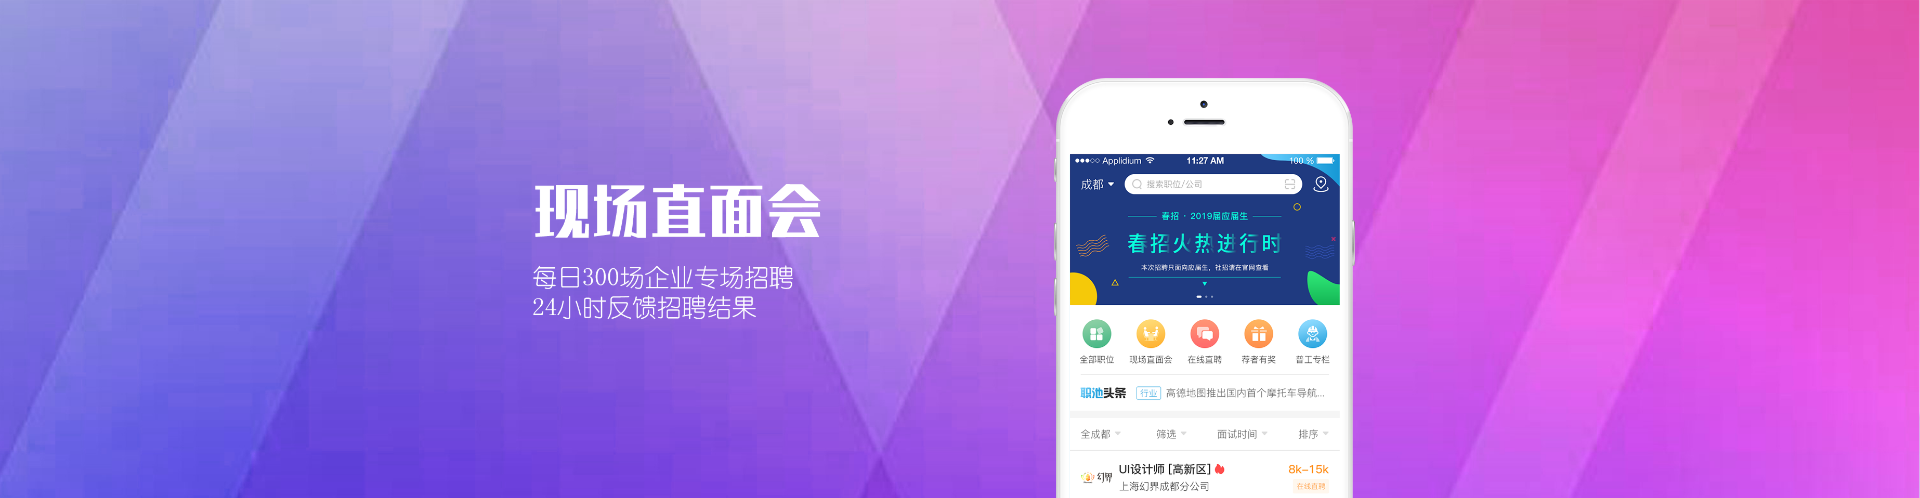 现场直面会
每日300场企业专场招聘
24小时反馈招聘结果
Applidium 11:27 AM 100 %
成都 搜索职位/公司
春招 · 2019届应届生
春招火热进行时
本次招聘只面向应届生，社招请在官网查看
全部职位 现场直面会 在线直聘 荐者有奖 普工专栏
职池头条 行业 高德地图推出国内首个摩托车导航...
全成都 筛选 面试时间 排序
幻界 UI设计师 [高新区] 8k-15k
上海幻界成都分公司 在线直聘